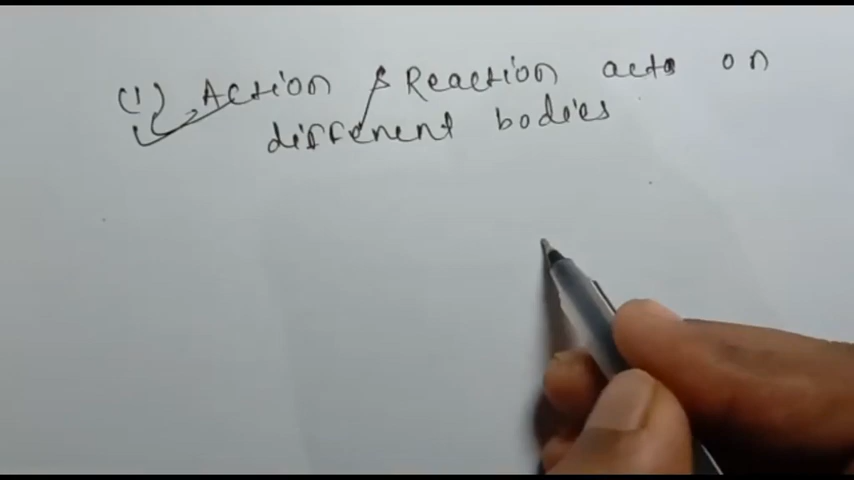 (1) Action & Reaction acts on
different bodies